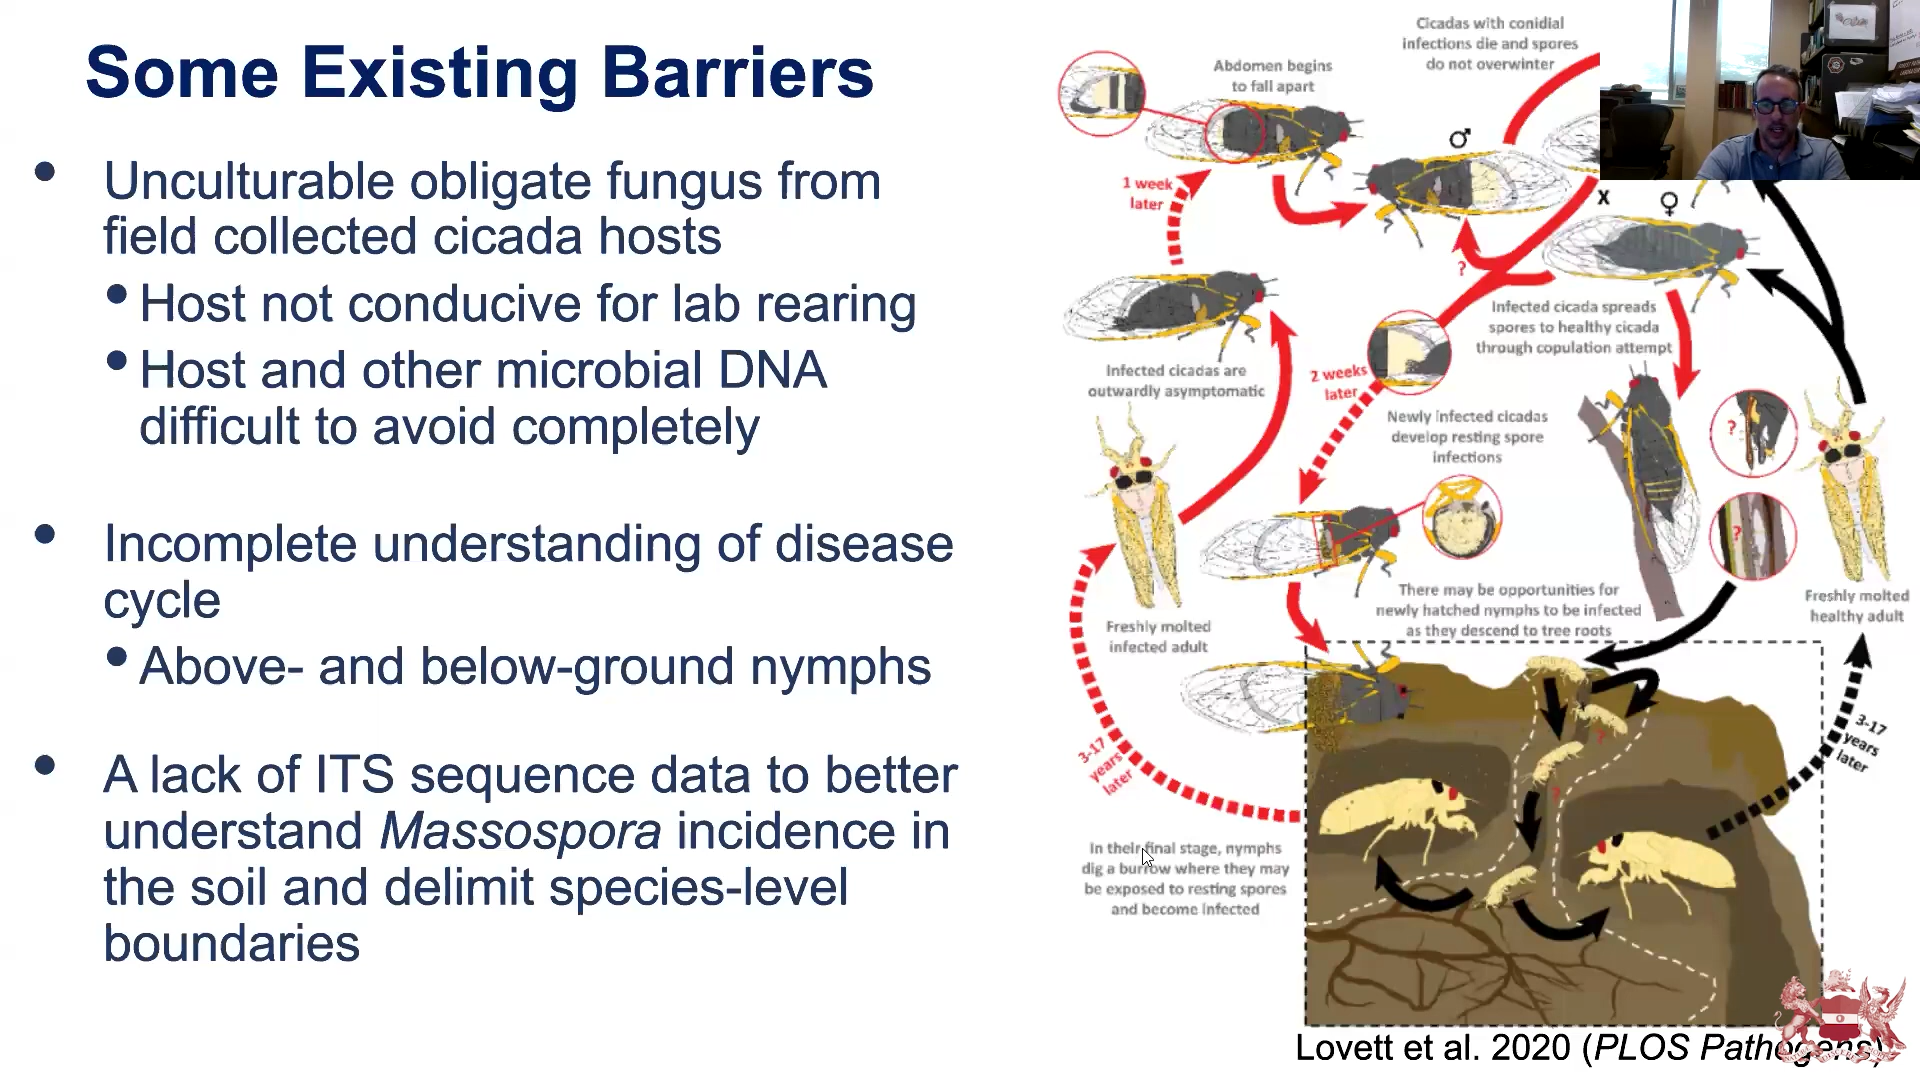 Some Existing Barriers
• Unculturable obligate fungus from
field collected cicada hosts
• Host not conducive for lab rearing
• Host and other microbial DNA
difficult to avoid completely
• Incomplete understanding of disease
cycle
• Above- and below-ground nymphs
• A lack of ITS sequence data to better
understand Massospora incidence in
the soil and delimit species-level
boundaries
Cicadas with conidial
infections die and spores
do not overwinter
Abdomen begins
to fall apart
♂
1 week
later
X
♀
?
Infected cicada spreads
spores to healthy cicada
through copulation attempt
Infected cicadas are
outwardly asymptomatic
2 weeks
later
Newly infected cicadas
develop resting spore
infections
?
?
There may be opportunities for
newly hatched nymphs to be infected
as they descend to tree roots
Freshly molted
healthy adult
Freshly molted
infected adult
3-17
years
later
3-17
years
later
?
?
In their final stage, nymphs
dig a burrow where they may
be exposed to resting spores
and become infected
Lovett et al. 2020 (PLOS Pathogens)